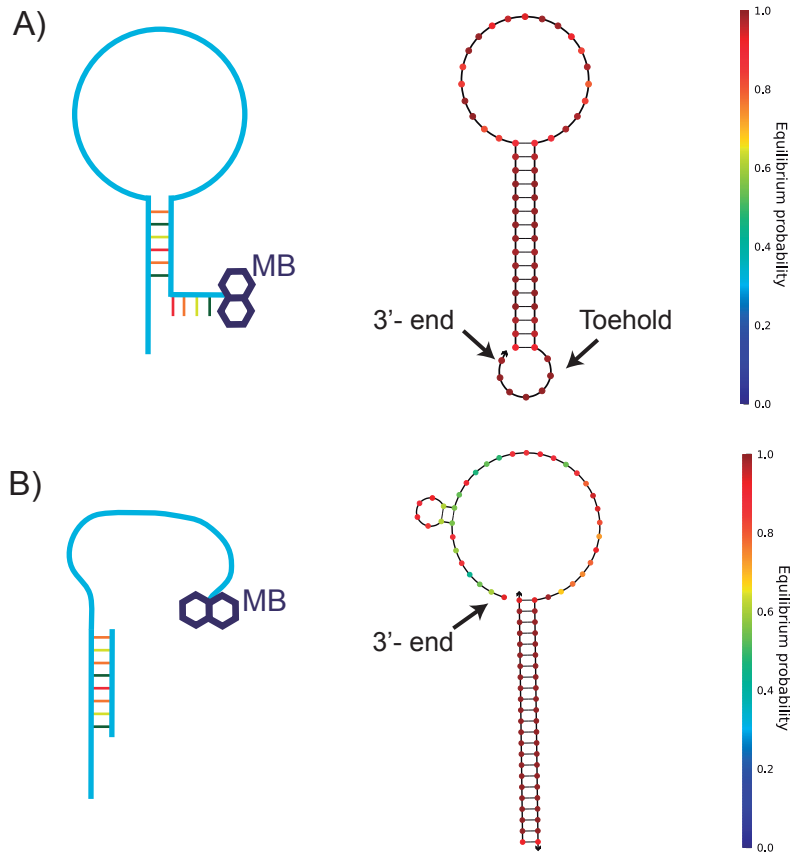 A)
MB
3'- end
Toehold
1.0
0.8
0.6
0.4
0.2
0.0
Equilibrium probability
B)
MB
3'- end
1.0
0.8
0.6
0.4
0.2
0.0
Equilibrium probability